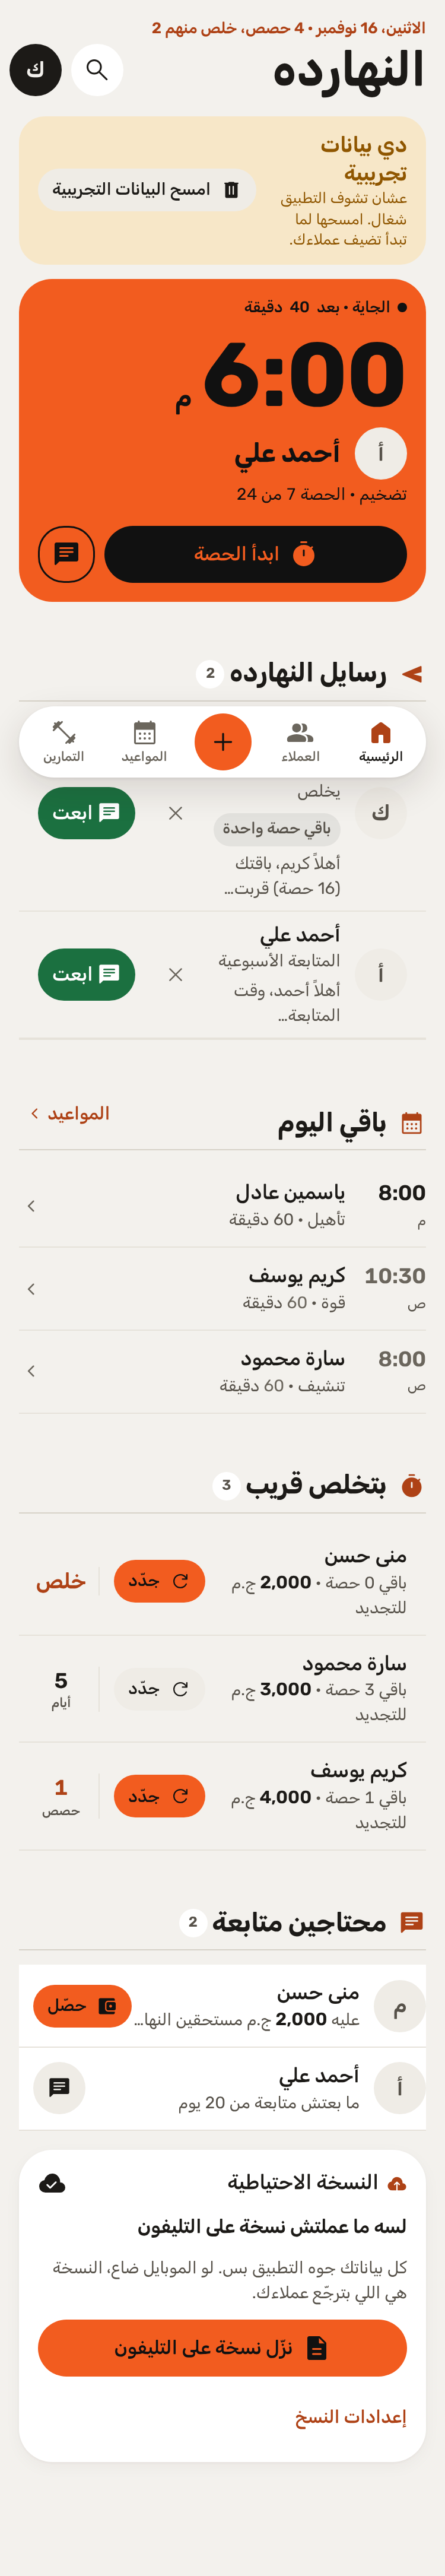 الاثنين، 16 نوفمبر • 4 حصص، خلص منهم 2
النهارده
ك
دي بيانات
تجريبية
عشان تشوف التطبيق
شغال. امسحها لما
تبدأ تضيف عملاءك.
امسح البيانات التجريبية
الجاية • بعد 40 دقيقة
6:00 م
أ
أحمد علي
تضخيم • الحصة 7 من 24
ابدأ الحصة
رسايل النهارده 2
الرئيسية
العملاء
المواعيد
التمارين
ك
يخلص
باقي حصة واحدة
أهلاً كريم، باقتك
(16 حصة) قربت...
ابعت
أ
أحمد علي
المتابعة الأسبوعية
أهلاً أحمد، وقت
المتابعة...
ابعت
باقي اليوم
المواعيد
8:00 م
ياسمين عادل
تأهيل • 60 دقيقة
10:30 ص
كريم يوسف
قوة • 60 دقيقة
8:00 ص
سارة محمود
تنشيف • 60 دقيقة
بتخلص قريب 3
منى حسن
باقي 0 حصة • 2,000 ج.م
للتجديد
جدّد
خلص
سارة محمود
باقي 3 حصة • 3,000 ج.م
للتجديد
جدّد
5
أيام
كريم يوسف
باقي 1 حصة • 4,000 ج.م
للتجديد
جدّد
1
حصص
محتاجين متابعة 2
م
منى حسن
عليه 2,000 ج.م مستحقين النها...
حصّل
أ
أحمد علي
ما بعتش متابعة من 20 يوم
النسخة الاحتياطية
لسه ما عملتش نسخة على التليفون
كل بياناتك جوه التطبيق بس. لو الموبايل ضاع، النسخة
هي اللي بترجّع عملاءك.
نزّل نسخة على التليفون
إعدادات النسخ